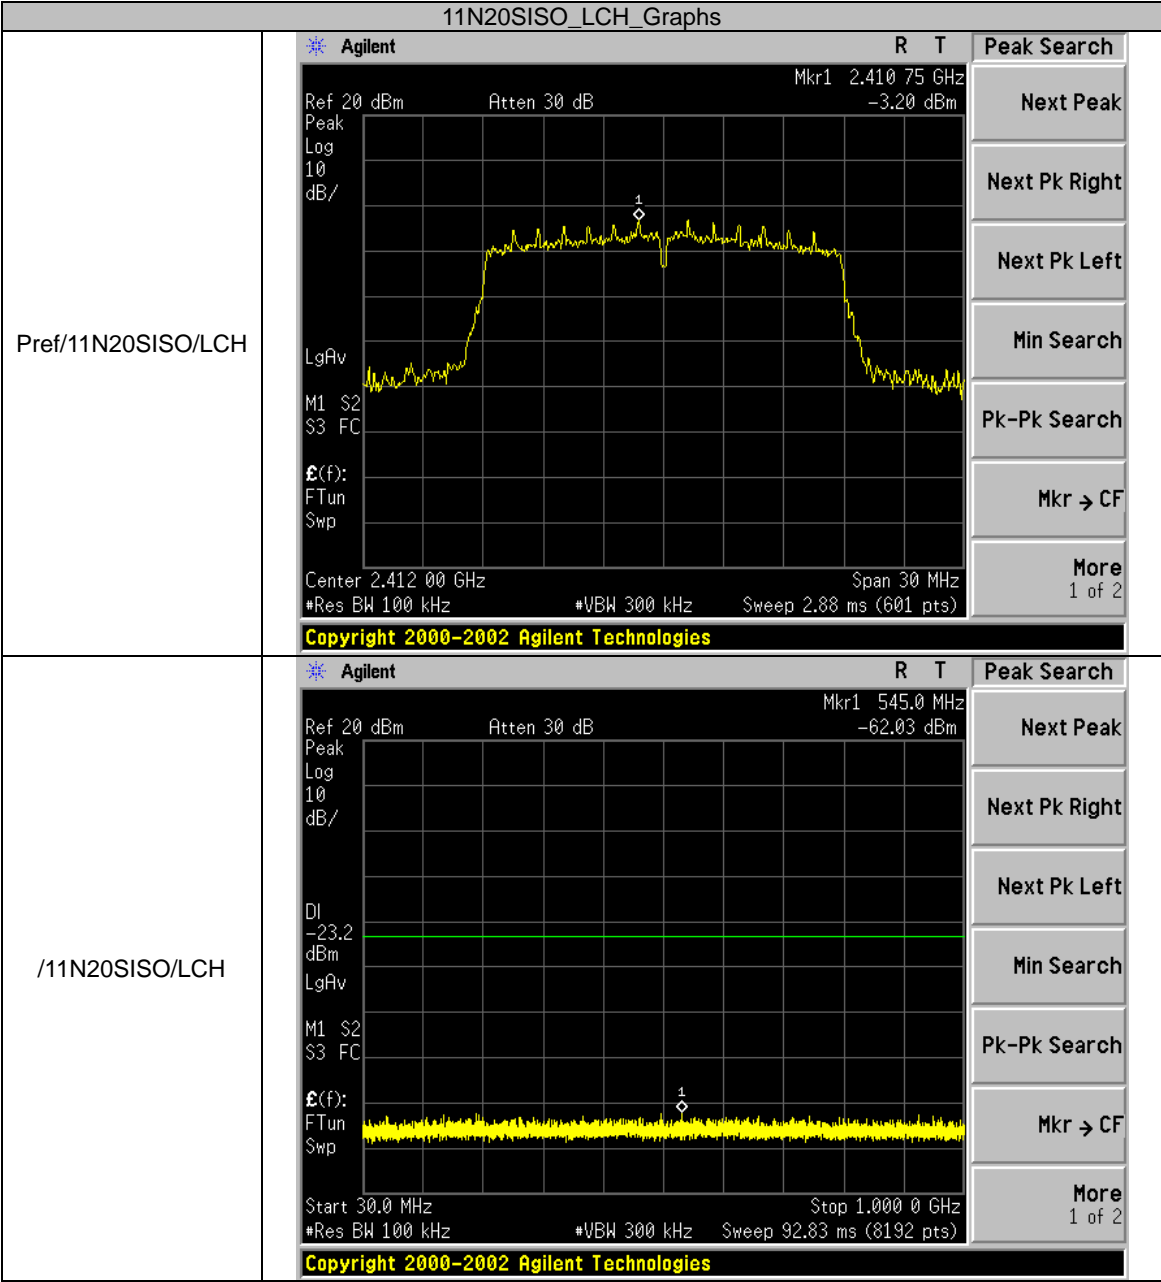 11N20SISO_LCH_Graphs
Pref/11N20SISO/LCH
Agilent
R T
Peak Search
Mkr1 2.410 75 GHz
Ref 20 dBm Atten 30 dB -3.20 dBm
Peak
Log
10
dB/
1
LgAv
M1 S2
S3 FC
£(f):
FTun
Swp
Center 2.412 00 GHz Span 30 MHz
#Res BW 100 kHz #VBW 300 kHz Sweep 2.88 ms (601 pts)
Copyright 2000-2002 Agilent Technologies
Next Peak
Next Pk Right
Next Pk Left
Min Search
Pk-Pk Search
Mkr → CF
More
1 of 2
/11N20SISO/LCH
Agilent
R T
Peak Search
Mkr1 545.0 MHz
Ref 20 dBm Atten 30 dB -62.03 dBm
Peak
Log
10
dB/
DI
-23.2
dBm
LgAv
M1 S2
S3 FC
1
£(f):
FTun
Swp
Start 30.0 MHz Stop 1.000 0 GHz
#Res BW 100 kHz #VBW 300 kHz Sweep 92.83 ms (8192 pts)
Copyright 2000-2002 Agilent Technologies
Next Peak
Next Pk Right
Next Pk Left
Min Search
Pk-Pk Search
Mkr → CF
More
1 of 2